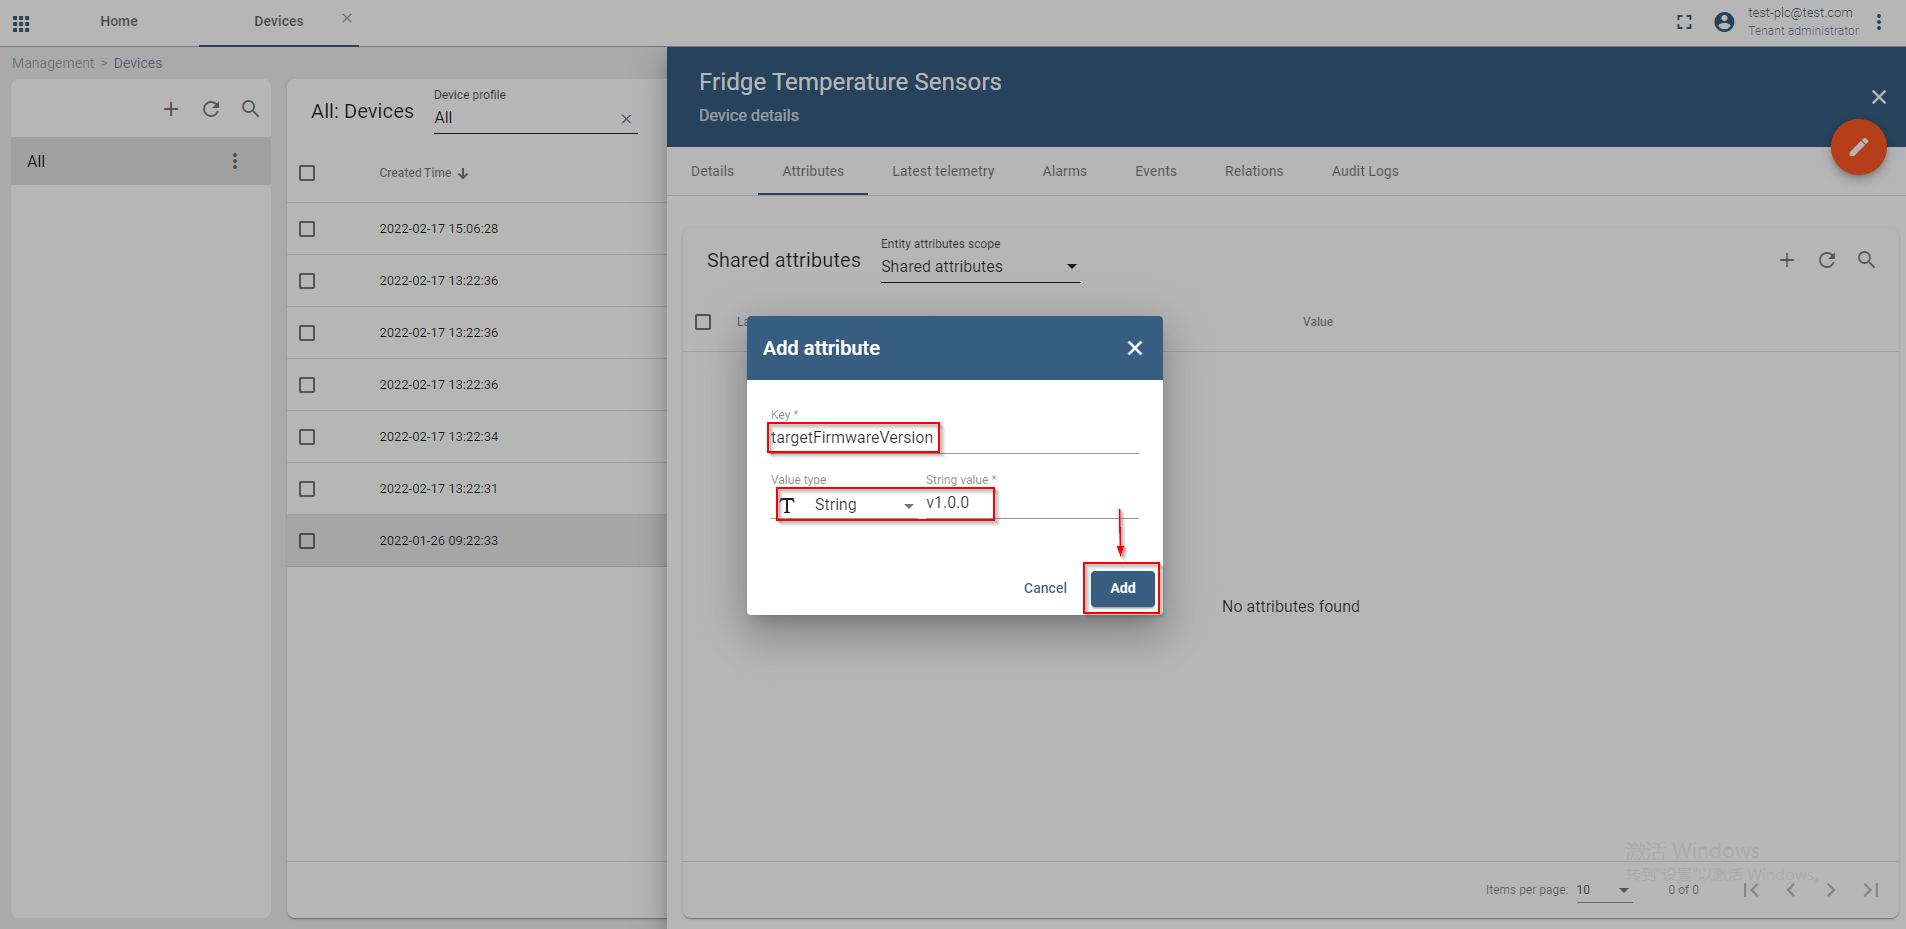 Home
Devices
test-plc@test.com
Tenant administrator
Management > Devices
All
All: Devices
Device profile
All
Created Time
2022-02-17 15:06:28
2022-02-17 13:22:36
2022-02-17 13:22:36
2022-02-17 13:22:36
2022-02-17 13:22:34
2022-02-17 13:22:31
2022-01-26 09:22:33
Fridge Temperature Sensors
Device details
Details
Attributes
Latest telemetry
Alarms
Events
Relations
Audit Logs
Shared attributes
Entity attributes scope
Shared attributes
Value
Add attribute
Key *
targetFirmwareVersion
Value type
String value *
String
v1.0.0
Cancel
Add
No attributes found
激活 Windows
转到"设置"以激活 Windows。
Items per page: 10
0 of 0